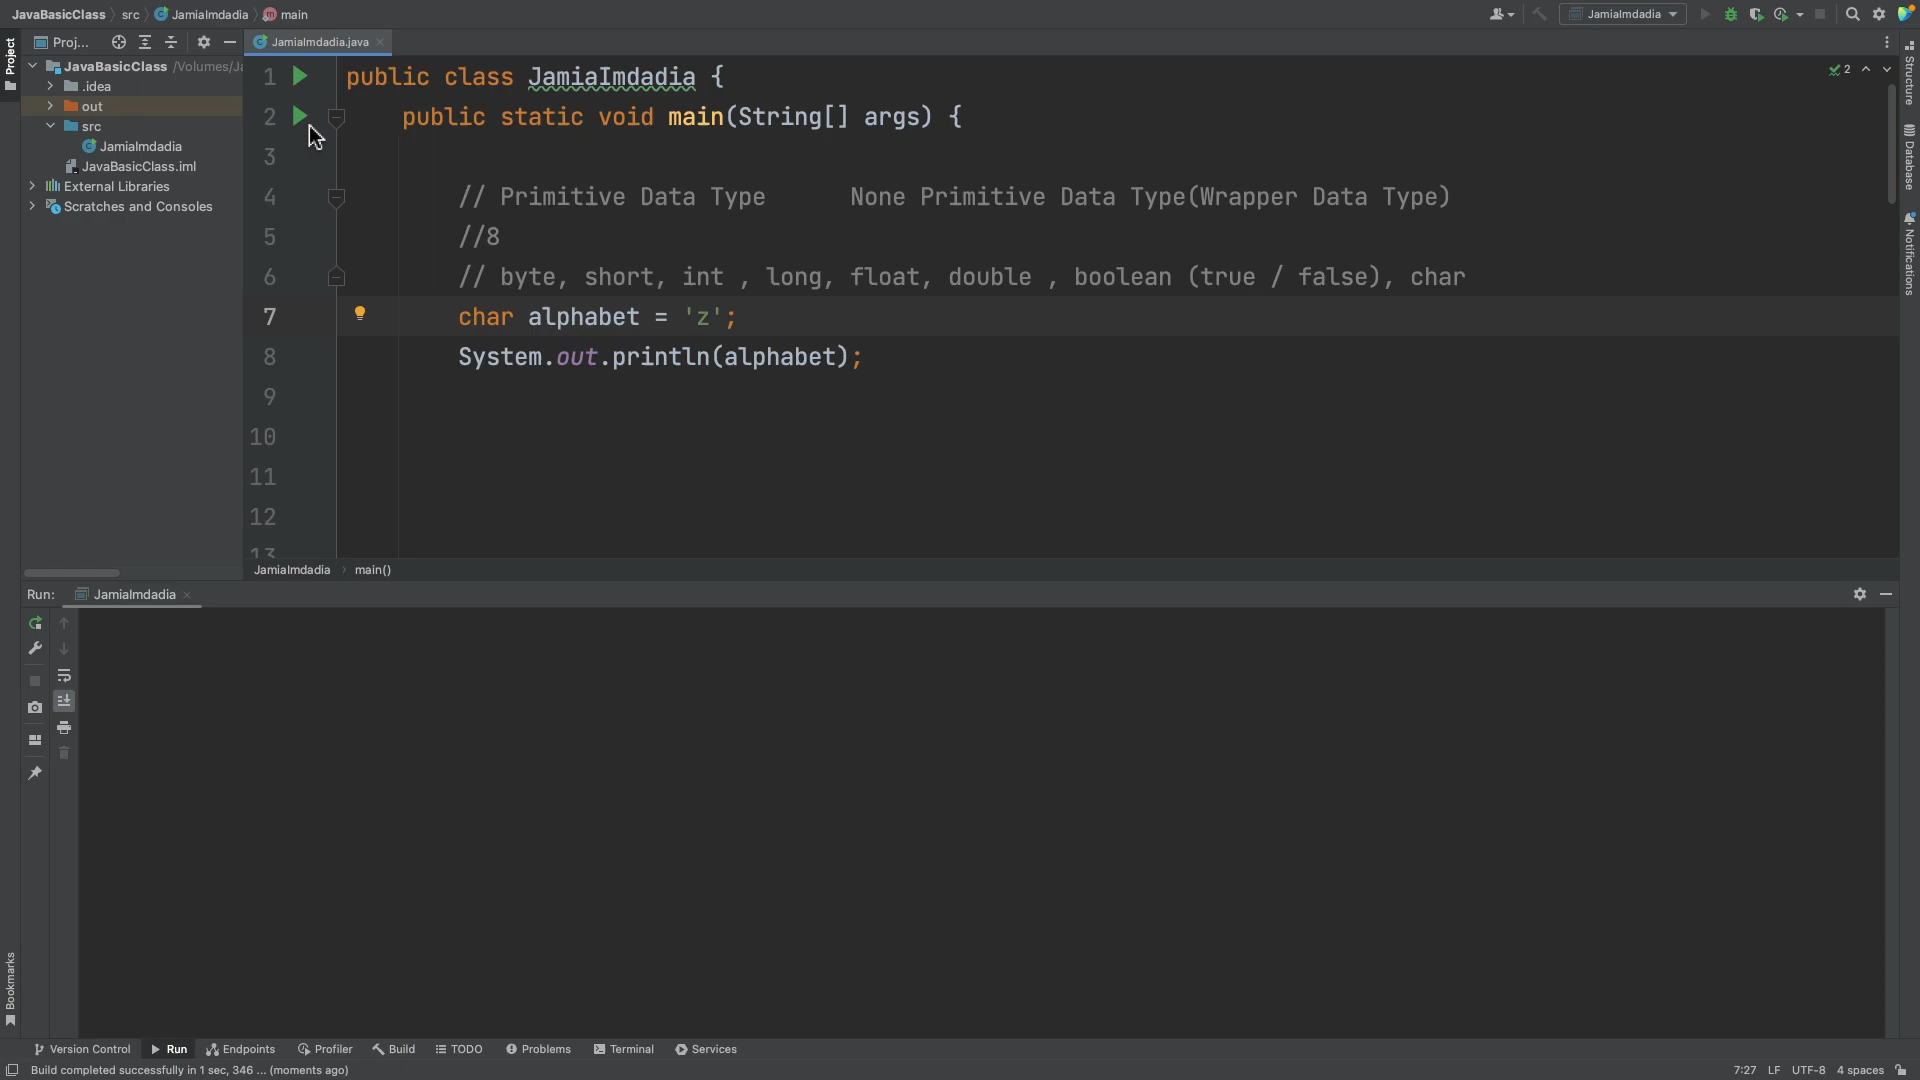 JavaBasicClass src JamiaImdadia main
JamiaImdadia
Project
Proj...
JamiaImdadia.java
JavaBasicClass /Volumes/Ja
.idea
out
src
JamiaImdadia
JavaBasicClass.iml
External Libraries
Scratches and Consoles
1 public class JamiaImdadia {
2 public static void main(String[] args) {
3
4 // Primitive Data Type None Primitive Data Type(Wrapper Data Type)
5 //8
6 // byte, short, int , long, float, double , boolean (true / false), char
7 char alphabet = 'z';
8 System.out.println(alphabet);
9
10
11
12
13
2
Structure
Database
Notifications
JamiaImdadia main()
Run: JamiaImdadia
Bookmarks
Version Control Run Endpoints Profiler Build TODO Problems Terminal Services
Build completed successfully in 1 sec, 346 ... (moments ago)
7:27 LF UTF-8 4 spaces